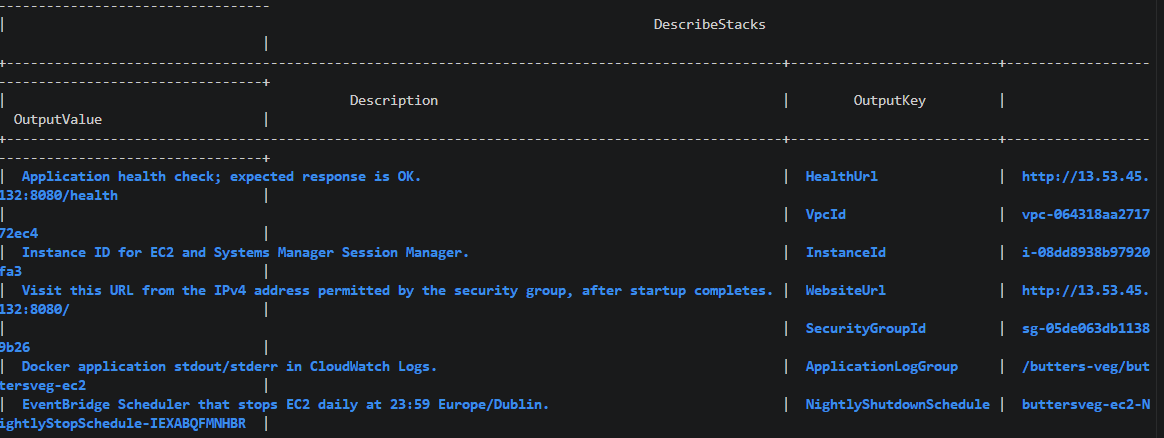 DescribeStacks
Description | OutputKey |
OutputValue |
| Application health check; expected response is OK. | HealthUrl | http://13.53.45.
132:8080/health |
| | VpcId | vpc-064318aa2717
72ec4 |
| Instance ID for EC2 and Systems Manager Session Manager. | InstanceId | i-08dd8938b97920
fa3 |
| Visit this URL from the IPv4 address permitted by the security group, after startup completes. | WebsiteUrl | http://13.53.45.
132:8080/ |
| | SecurityGroupId | sg-05de063db1138
9b26 |
| Docker application stdout/stderr in CloudWatch Logs. | ApplicationLogGroup | /butters-veg/but
tersveg-ec2 |
| EventBridge Scheduler that stops EC2 daily at 23:59 Europe/Dublin. | NightlyShutdownSchedule | buttersveg-ec2-N
ightlyStopSchedule-IEXABQFMNHBR |